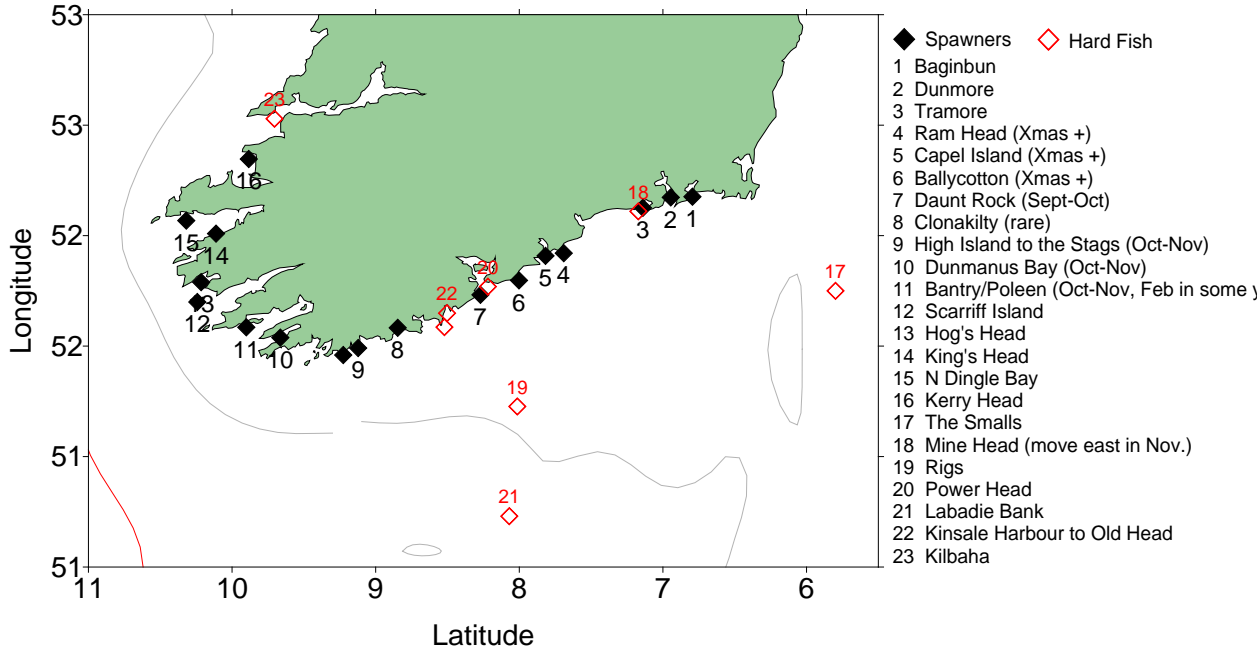 Spawners Hard Fish
1 Baginbun
2 Dunmore
3 Tramore
4 Ram Head (Xmas +)
5 Capel Island (Xmas +)
6 Ballycotton (Xmas +)
7 Daunt Rock (Sept-Oct)
8 Clonakilty (rare)
9 High Island to the Stags (Oct-Nov)
10 Dunmanus Bay (Oct-Nov)
11 Bantry/Poleen (Oct-Nov, Feb in some y
12 Scarriff Island
13 Hog's Head
14 King's Head
15 N Dingle Bay
16 Kerry Head
17 The Smalls
18 Mine Head (move east in Nov.)
19 Rigs
20 Power Head
21 Labadie Bank
22 Kinsale Harbour to Old Head
23 Kilbaha
53
53
52
52
51
51
Longitude
11 10 9 8 7 6
Latitude
23
16
15
14
3
12
11
10
9
8
22
7
20
6
5
4
18
3
2
1
17
19
21